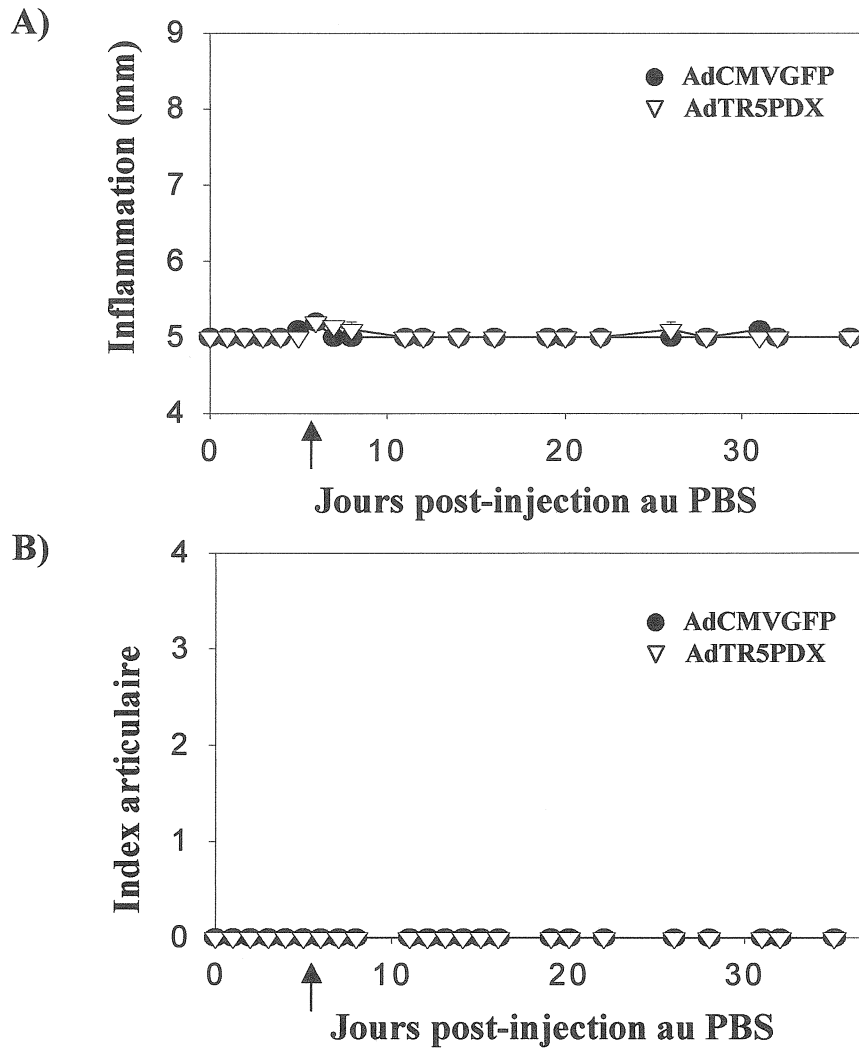 A)
Inflammation (mm)
9
8
7
6
5
4
AdCMVGFP
AdTR5PDX
0 10 20 30
Jours post-injection au PBS
B)
Index articulaire
4
3
2
1
0
AdCMVGFP
AdTR5PDX
0 10 20 30
Jours post-injection au PBS